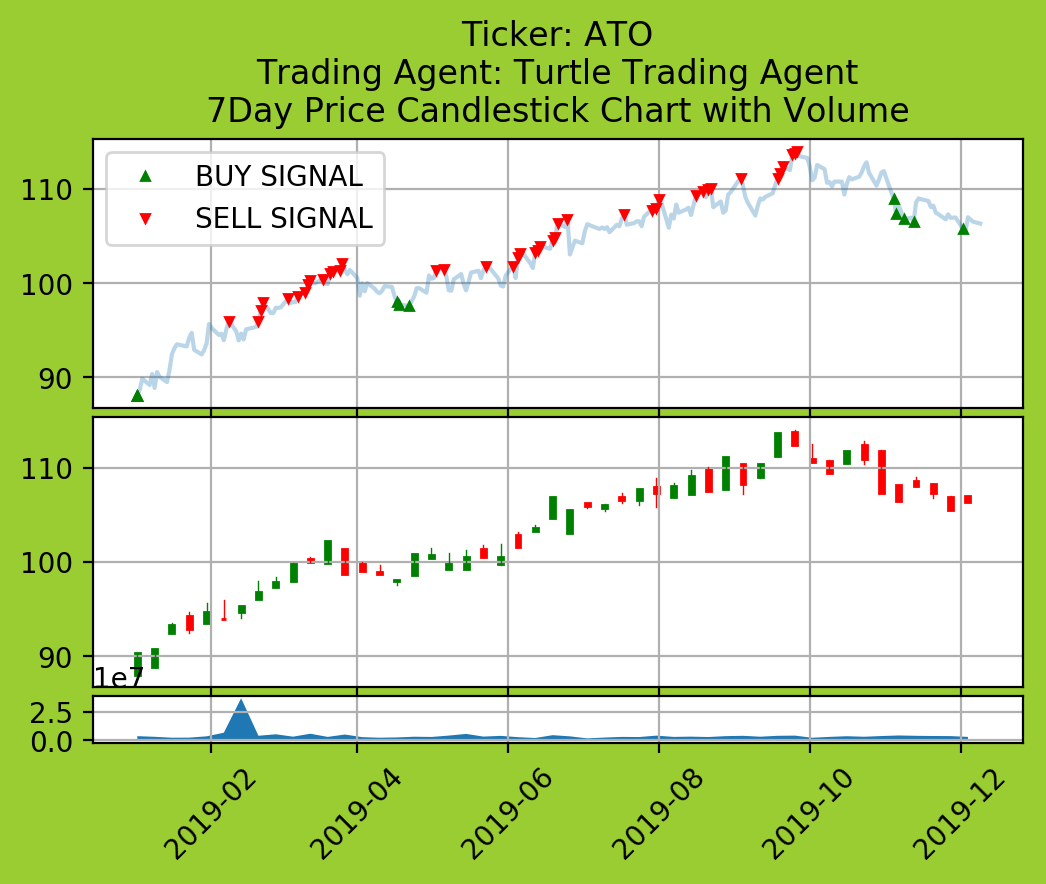 Ticker: ATO
Trading Agent: Turtle Trading Agent
7Day Price Candlestick Chart with Volume
BUY SIGNAL
SELL SIGNAL
110
100
90
110
100
90
1e7
2.5
0.0
2019-02
2019-04
2019-06
2019-08
2019-10
2019-12